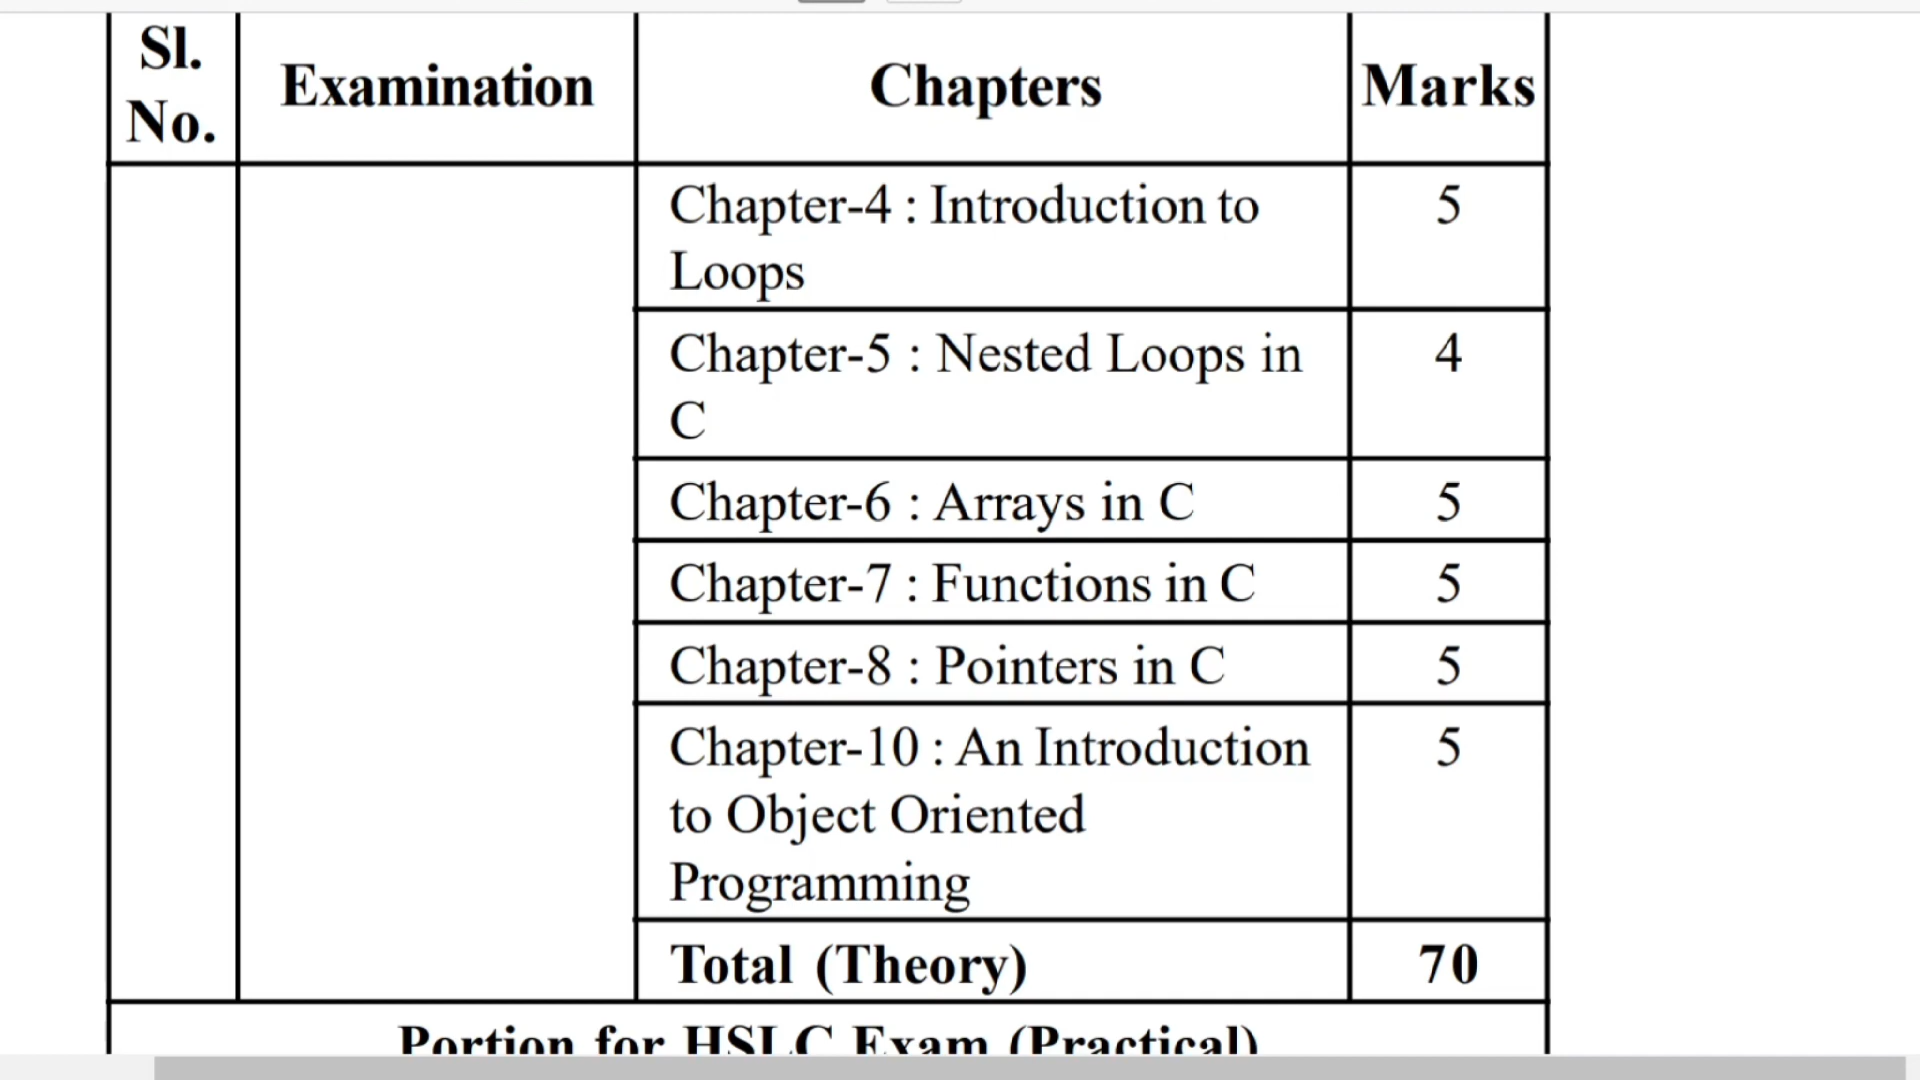 Sl.
No.
Examination
Chapters
Marks
Chapter-4 : Introduction to
Loops
5
Chapter-5 : Nested Loops in
C
4
Chapter-6 : Arrays in C
5
Chapter-7 : Functions in C
5
Chapter-8 : Pointers in C
5
Chapter-10 : An Introduction
to Object Oriented
Programming
5
Total (Theory)
70
Portion for HSLC Exam (Practical)